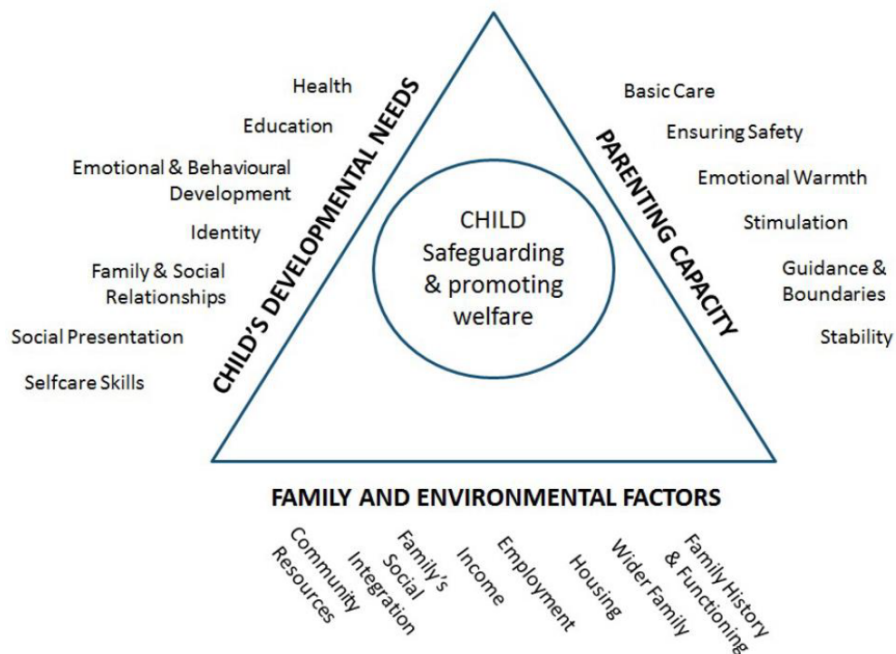 Health
Education
Emotional & Behavioural
Development
Identity
Family & Social
Relationships
Social Presentation
Selfcare Skills
CHILD'S DEVELOPMENTAL NEEDS
CHILD
Safeguarding
& promoting
welfare
PARENTING CAPACITY
Basic Care
Ensuring Safety
Emotional Warmth
Stimulation
Guidance &
Boundaries
Stability
FAMILY AND ENVIRONMENTAL FACTORS
Community
Resources
Family's
Social
Integration
Income
Employment
Housing
Wider Family
Family History
& Functioning